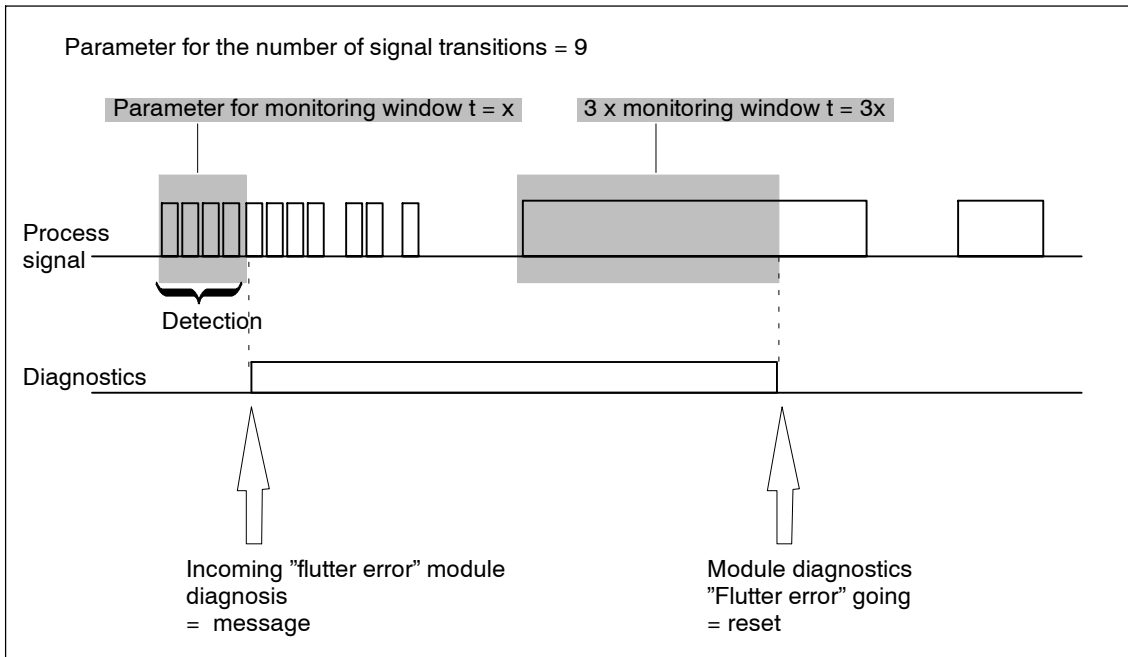 Parameter for the number of signal transitions = 9
Parameter for monitoring window t = x
3 x monitoring window t = 3x
Process
signal
Detection
Diagnostics
Incoming ”flutter error” module
diagnosis
=  message
Module diagnostics
”Flutter error” going
= reset